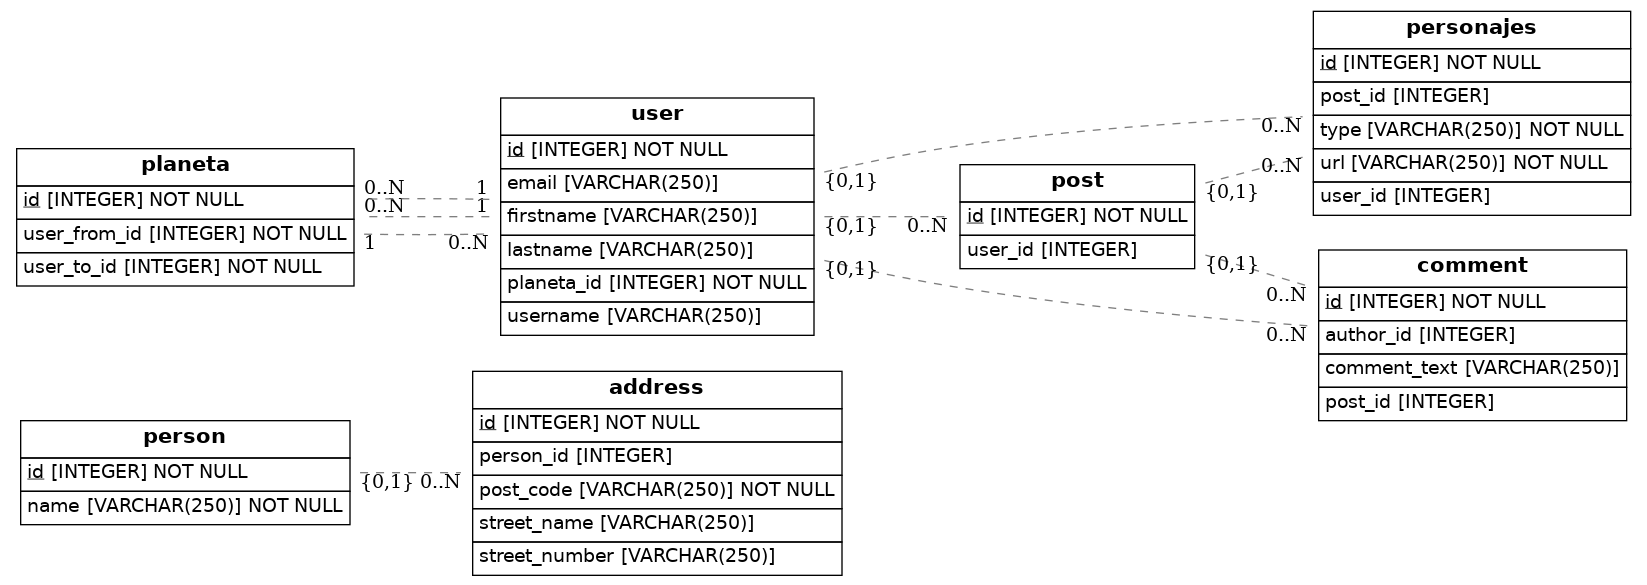 planeta
id [INTEGER] NOT NULL
user_from_id [INTEGER] NOT NULL
user_to_id [INTEGER] NOT NULL
0..N
1
0..N
1
1
0..N
user
id [INTEGER] NOT NULL
email [VARCHAR(250)]
firstname [VARCHAR(250)]
lastname [VARCHAR(250)]
planeta_id [INTEGER] NOT NULL
username [VARCHAR(250)]
{0,1}
0..N
{0,1}
0..N
{0,1}
0..N
post
id [INTEGER] NOT NULL
user_id [INTEGER]
{0,1}
0..N
{0,1}
0..N
personajes
id [INTEGER] NOT NULL
post_id [INTEGER]
type [VARCHAR(250)] NOT NULL
url [VARCHAR(250)] NOT NULL
user_id [INTEGER]
comment
id [INTEGER] NOT NULL
author_id [INTEGER]
comment_text [VARCHAR(250)]
post_id [INTEGER]
person
id [INTEGER] NOT NULL
name [VARCHAR(250)] NOT NULL
{0,1} 0..N
address
id [INTEGER] NOT NULL
person_id [INTEGER]
post_code [VARCHAR(250)] NOT NULL
street_name [VARCHAR(250)]
street_number [VARCHAR(250)]